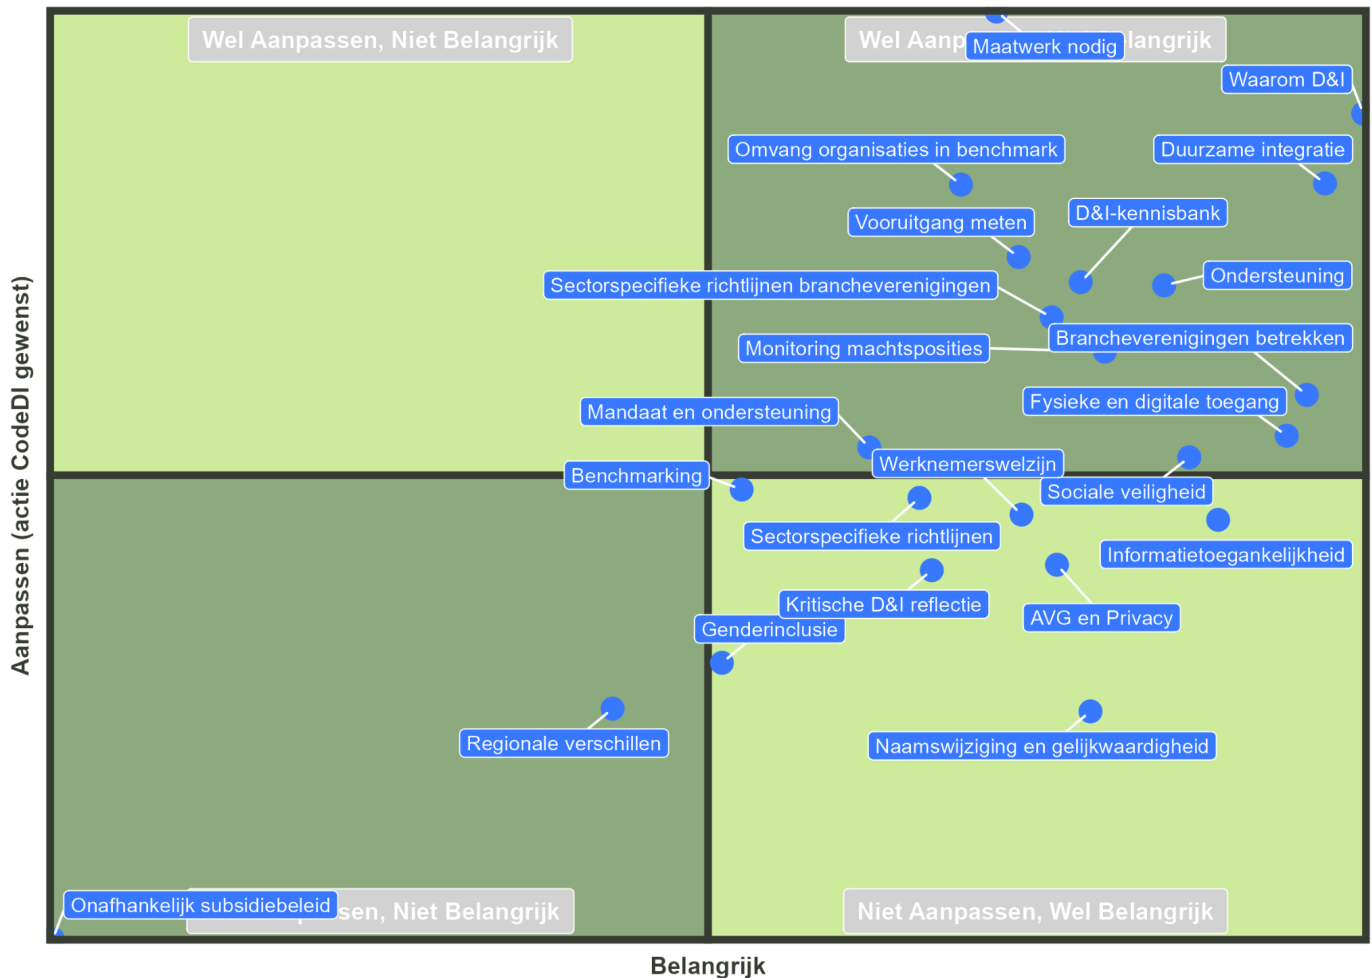 Wel Aanpassen, Niet Belangrijk
Wel Aanp
elangrijk
Maatwerk nodig
Waarom D&I
Omvang organisaties in benchmark
Duurzame integratie
D&I-kennisbank
Vooruitgang meten
Ondersteuning
Sectorspecifieke richtlijnen brancheverenigingen
Brancheverenigingen betrekken
Monitoring machtsposities
Fysieke en digitale toegang
Mandaat en ondersteuning
Werknemerswelzijn
Benchmarking
Sociale veiligheid
Sectorspecifieke richtlijnen
Informatietoegankelijkheid
Kritische D&I reflectie
AVG en Privacy
Genderinclusie
Regionale verschillen
Naamswijziging en gelijkwaardigheid
Onafhankelijk subsidiebeleid
ssen, Niet Belangrijk
Niet Aanpassen, Wel Belangrijk
Aanpassen (actie CodeDI gewenst)
Belangrijk